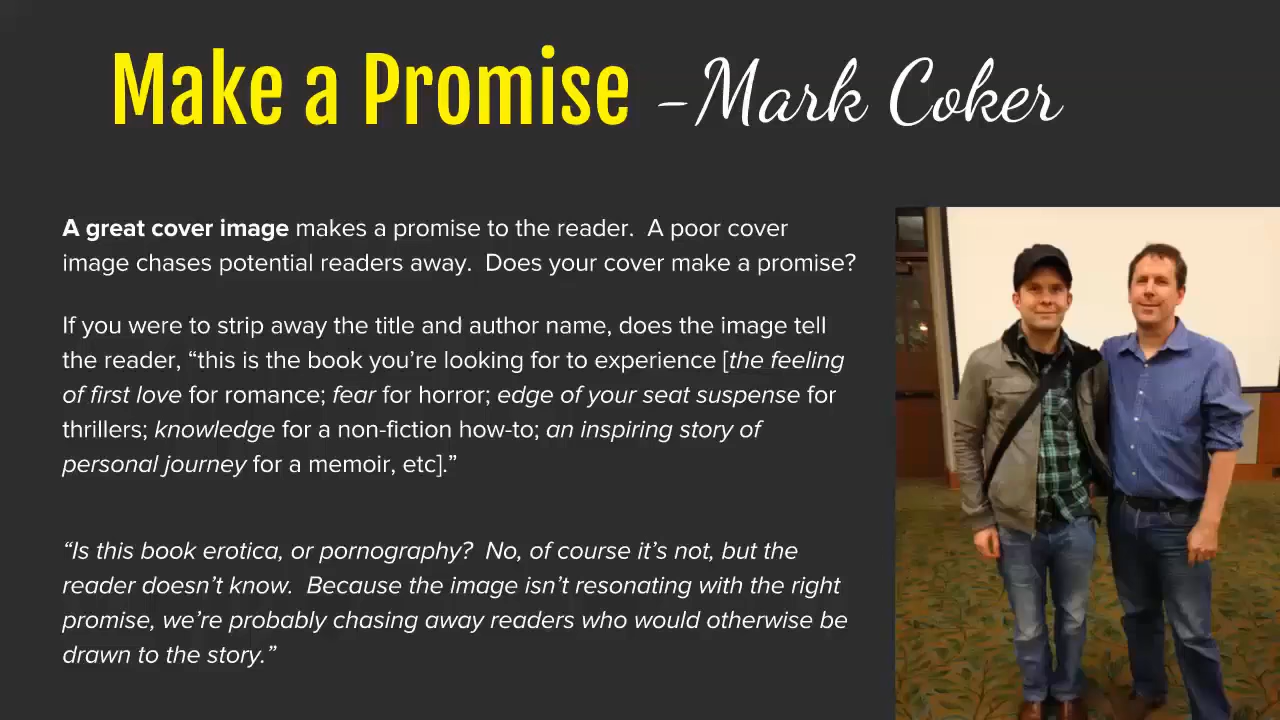 Make a Promise -Mark Coker
A great cover image makes a promise to the reader.  A poor cover
image chases potential readers away.  Does your cover make a promise?
If you were to strip away the title and author name, does the image tell
the reader, “this is the book you’re looking for to experience [the feeling
of first love for romance; fear for horror; edge of your seat suspense for
thrillers; knowledge for a non-fiction how-to; an inspiring story of
personal journey for a memoir, etc].”
“Is this book erotica, or pornography?  No, of course it’s not, but the
reader doesn’t know.  Because the image isn’t resonating with the right
promise, we’re probably chasing away readers who would otherwise be
drawn to the story.”